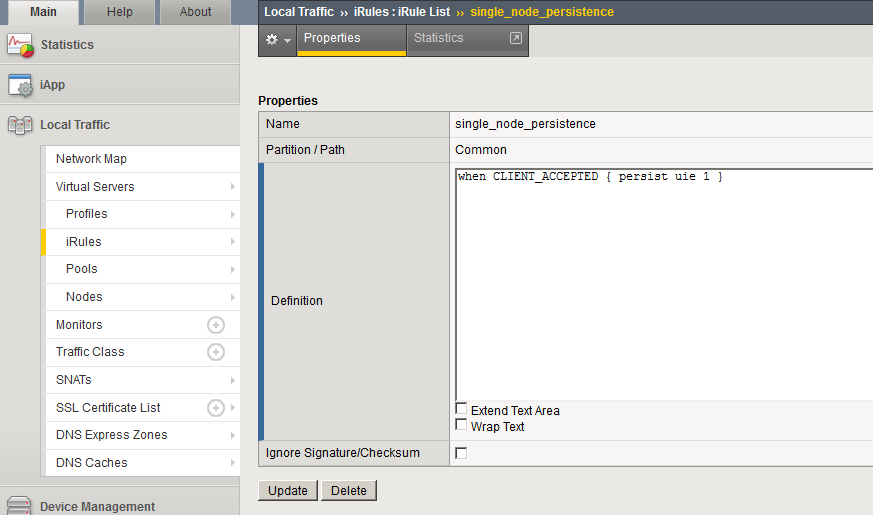 Main Help About
Statistics
iApp
Local Traffic
Network Map
Virtual Servers
Profiles
iRules
Pools
Nodes
Monitors
Traffic Class
SNATs
SSL Certificate List
DNS Express Zones
DNS Caches
Device Management
Local Traffic ›› iRules : iRule List ›› single_node_persistence
Properties Statistics
Properties
Name single_node_persistence
Partition / Path Common
Definition
when CLIENT_ACCEPTED { persist uie 1 }
Extend Text Area
Wrap Text
Ignore Signature/Checksum
Update Delete